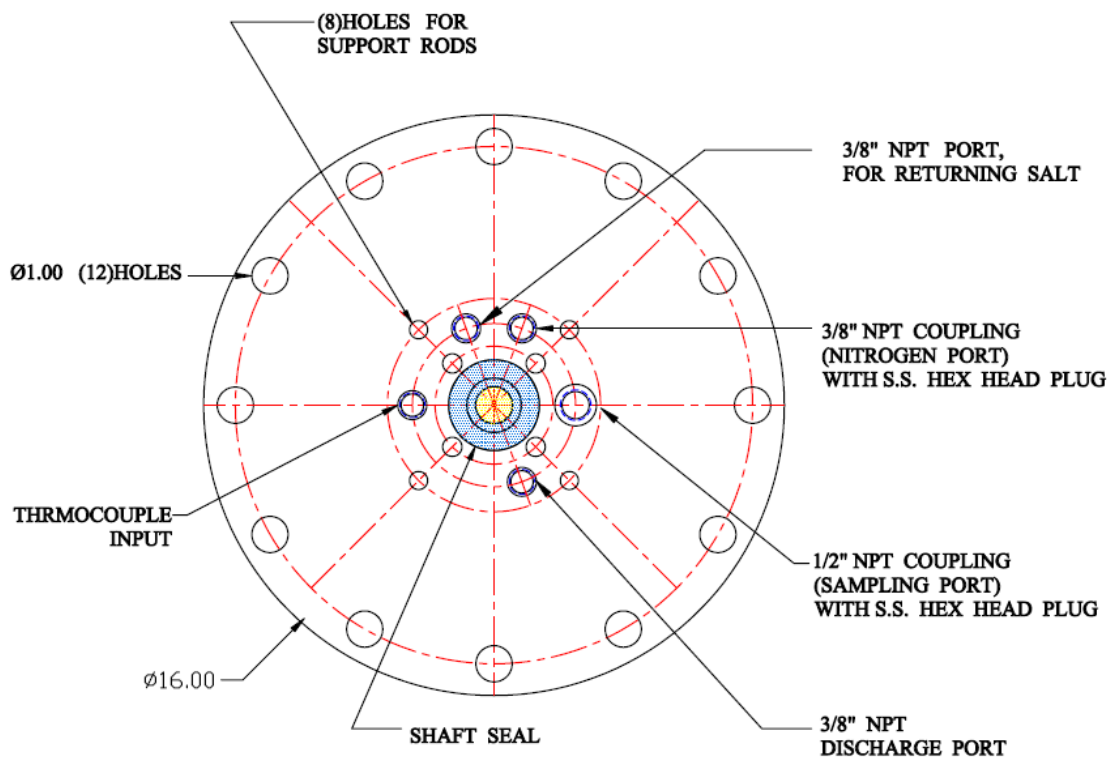 (8)HOLES FOR
SUPPORT RODS
3/8" NPT PORT,
FOR RETURNING SALT
Ø1.00 (12)HOLES
3/8" NPT COUPLING
(NITROGEN PORT)
WITH S.S. HEX HEAD PLUG
THRMOCOUPLE
INPUT
1/2" NPT COUPLING
(SAMPLING PORT)
WITH S.S. HEX HEAD PLUG
Ø16.00
SHAFT SEAL
3/8" NPT
DISCHARGE PORT